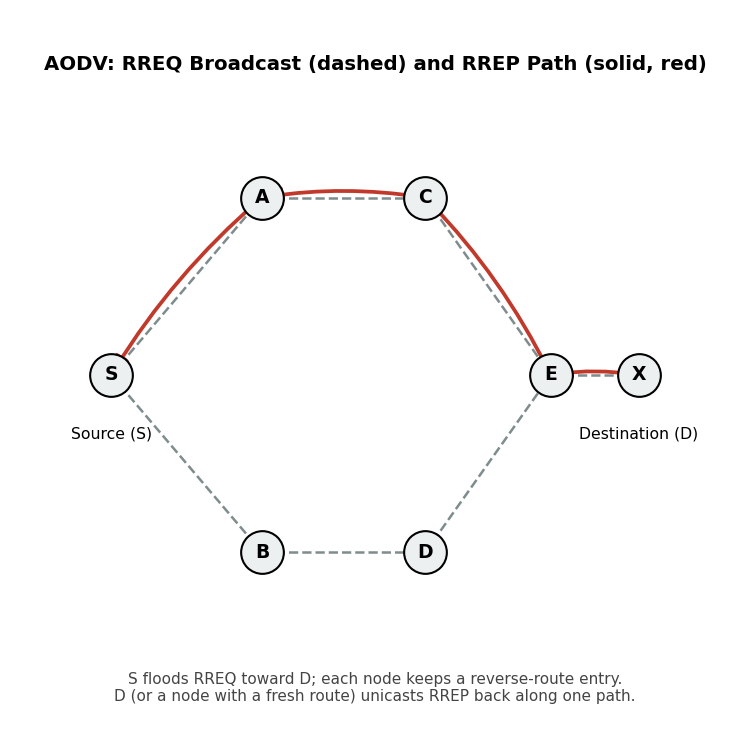 AODV: RREQ Broadcast (dashed) and RREP Path (solid, red)
A
C
S
E
X
Source (S)
Destination (D)
B
D
S floods RREQ toward D; each node keeps a reverse-route entry.
D (or a node with a fresh route) unicasts RREP back along one path.